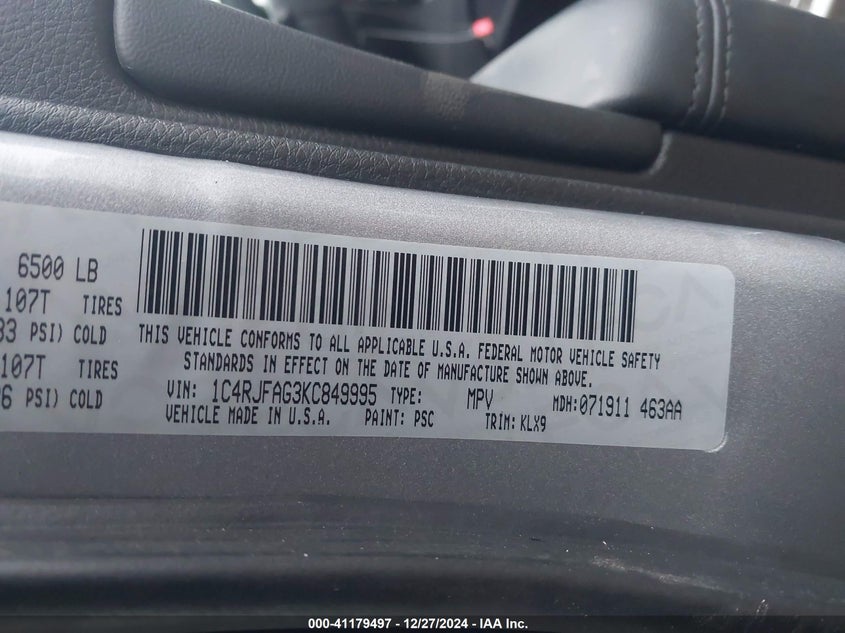 6500 LB
107T TIRES
33 PSI) COLD
107T TIRES
6 PSI) COLD
THIS VEHICLE CONFORMS TO ALL APPLICABLE U.S.A. FEDERAL MOTOR VEHICLE SAFETY
STANDARDS IN EFFECT ON THE DATE OF MANUFACTURE SHOWN ABOVE.
VIN: 1C4RJFAG3KC849995 TYPE: MPV MDH:071911 463AA
VEHICLE MADE IN U.S.A. PAINT: PSC TRIM: KLX9
000-41179497 - 12/27/2024 - IAA Inc.